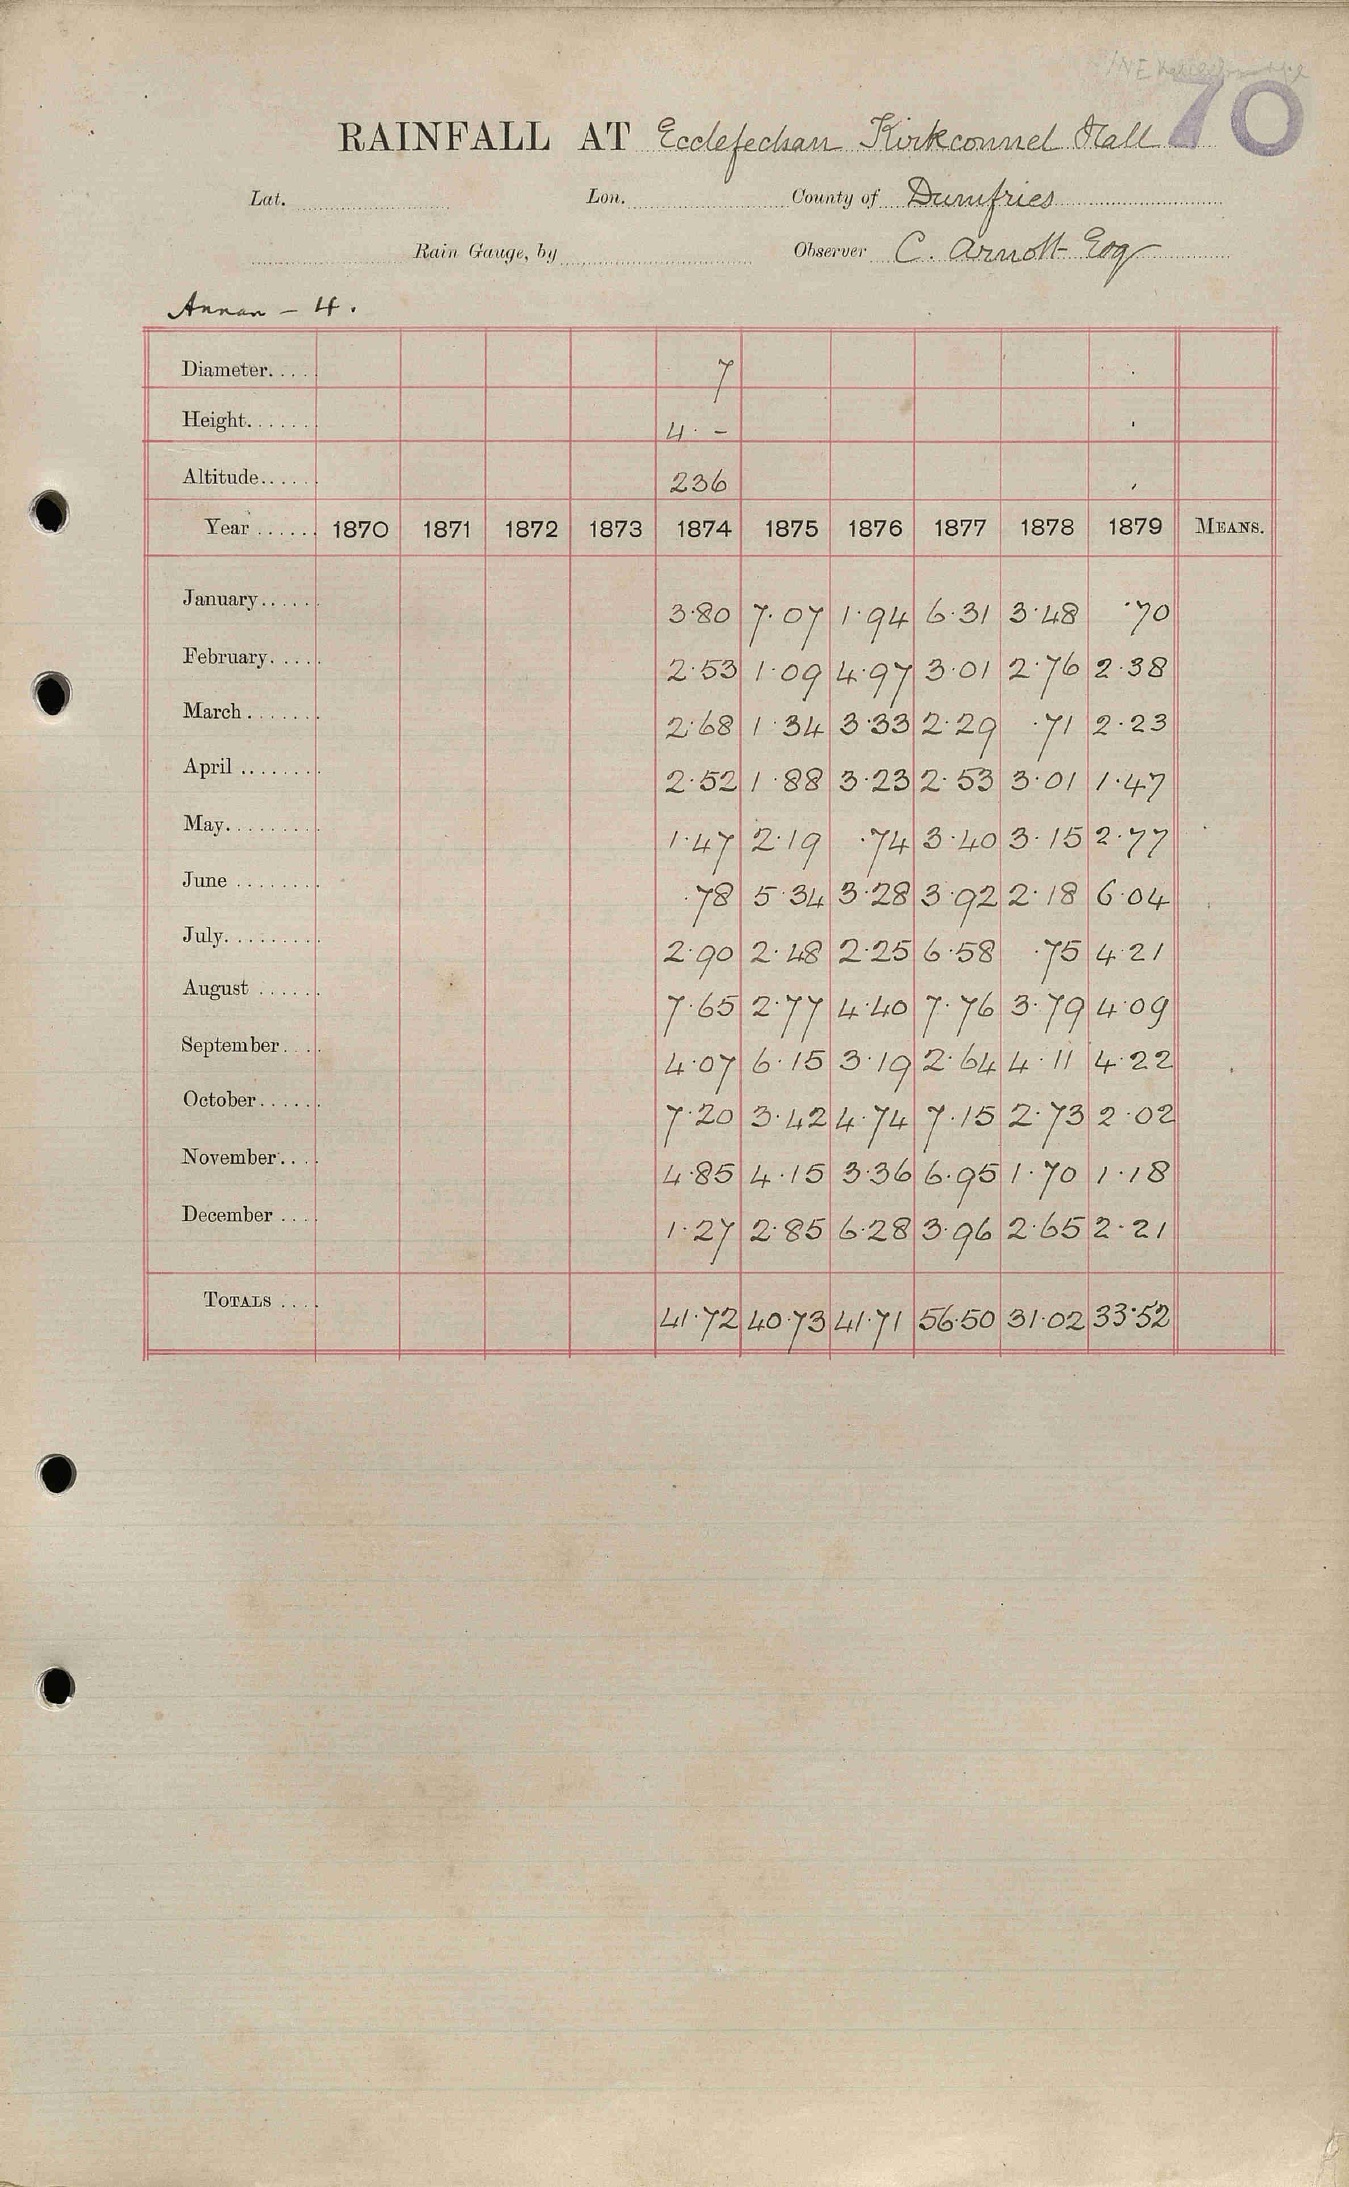 70
RAINFALL AT Ecclefechan Kirkconnel Hall
Lat. Lon. County of Dumfries
Rain Gauge, by Observer C. Arnott Esq
Annan - 4.
Diameter..... 7
Height....... 4. -
Altitude...... 236
Year ...... 1870 1871 1872 1873 1874 1875 1876 1877 1878 1879 MEANS.
January...... 3.80 7.07 1.94 6.31 3.48 .70
February..... 2.53 1.09 4.97 3.01 2.76 2.38
March....... 2.68 1.34 3.33 2.29 .71 2.23
April ........ 2.52 1.88 3.23 2.53 3.01 1.47
May......... 1.47 2.19 .74 3.40 3.15 2.77
June ........ .78 5.34 3.28 3.92 2.18 6.04
July......... 2.90 2.48 2.25 6.58 .75 4.21
August ...... 7.65 2.77 4.40 7.76 3.79 4.09
September.... 4.07 6.15 3.19 2.64 4.11 4.22
October...... 7.20 3.42 4.74 7.15 2.73 2.02
November.... 4.85 4.15 3.36 6.95 1.70 1.18
December .... 1.27 2.85 6.28 3.96 2.65 2.21
TOTALS .... 41.72 40.73 41.71 56.50 31.02 33.52